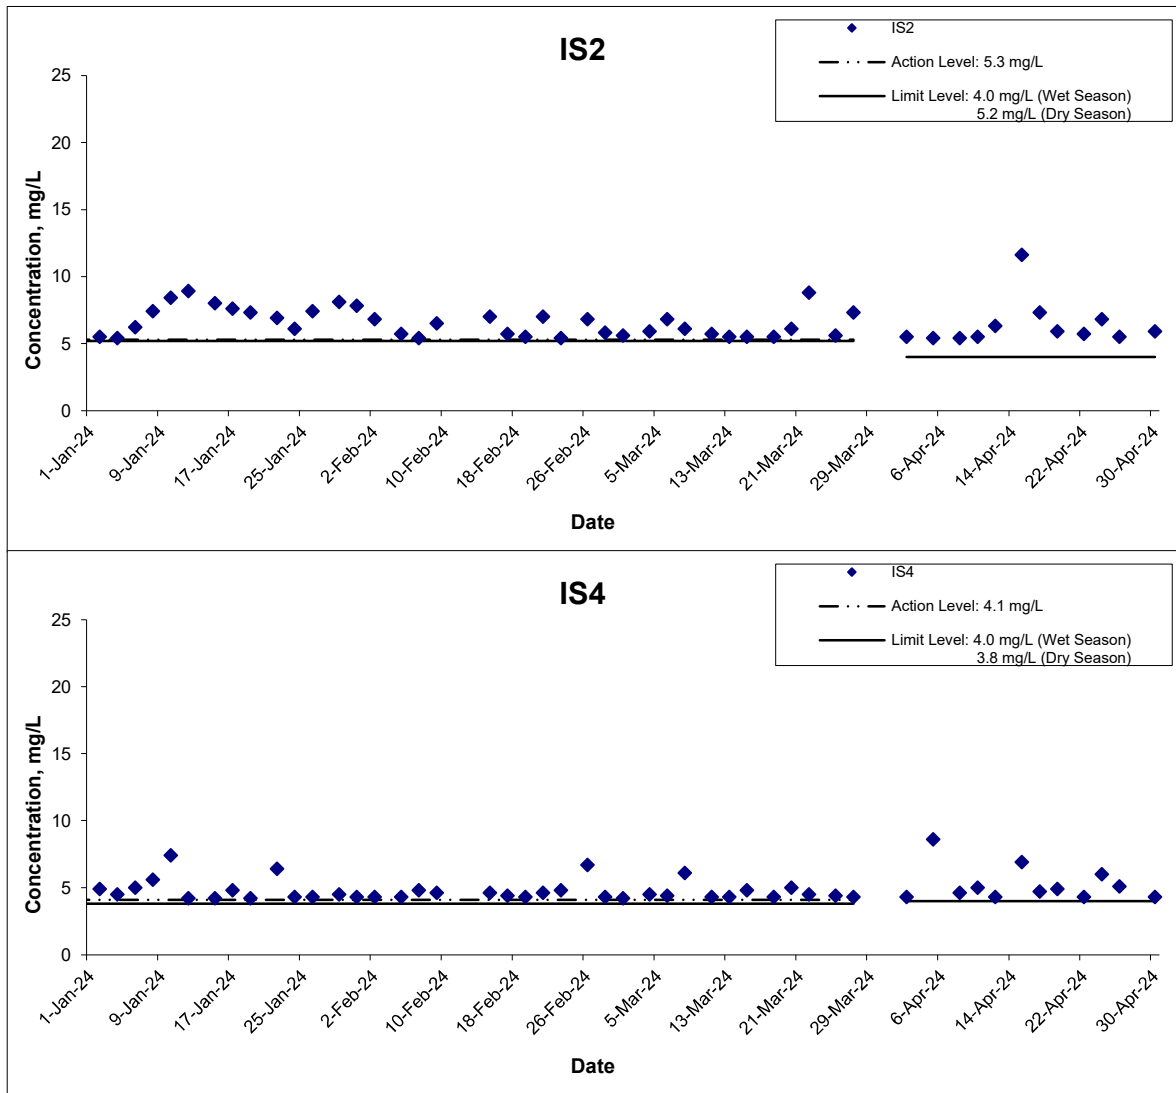 IS2
IS2
Action Level: 5.3 mg/L
Limit Level: 4.0 mg/L (Wet Season)
5.2 mg/L (Dry Season)
Concentration, mg/L
25
20
15
10
5
0
1-Jan-24
9-Jan-24
17-Jan-24
25-Jan-24
2-Feb-24
10-Feb-24
18-Feb-24
26-Feb-24
5-Mar-24
13-Mar-24
21-Mar-24
29-Mar-24
6-Apr-24
14-Apr-24
22-Apr-24
30-Apr-24
Date
IS4
IS4
Action Level: 4.1 mg/L
Limit Level: 4.0 mg/L (Wet Season)
3.8 mg/L (Dry Season)
Concentration, mg/L
25
20
15
10
5
0
1-Jan-24
9-Jan-24
17-Jan-24
25-Jan-24
2-Feb-24
10-Feb-24
18-Feb-24
26-Feb-24
5-Mar-24
13-Mar-24
21-Mar-24
29-Mar-24
6-Apr-24
14-Apr-24
22-Apr-24
30-Apr-24
Date